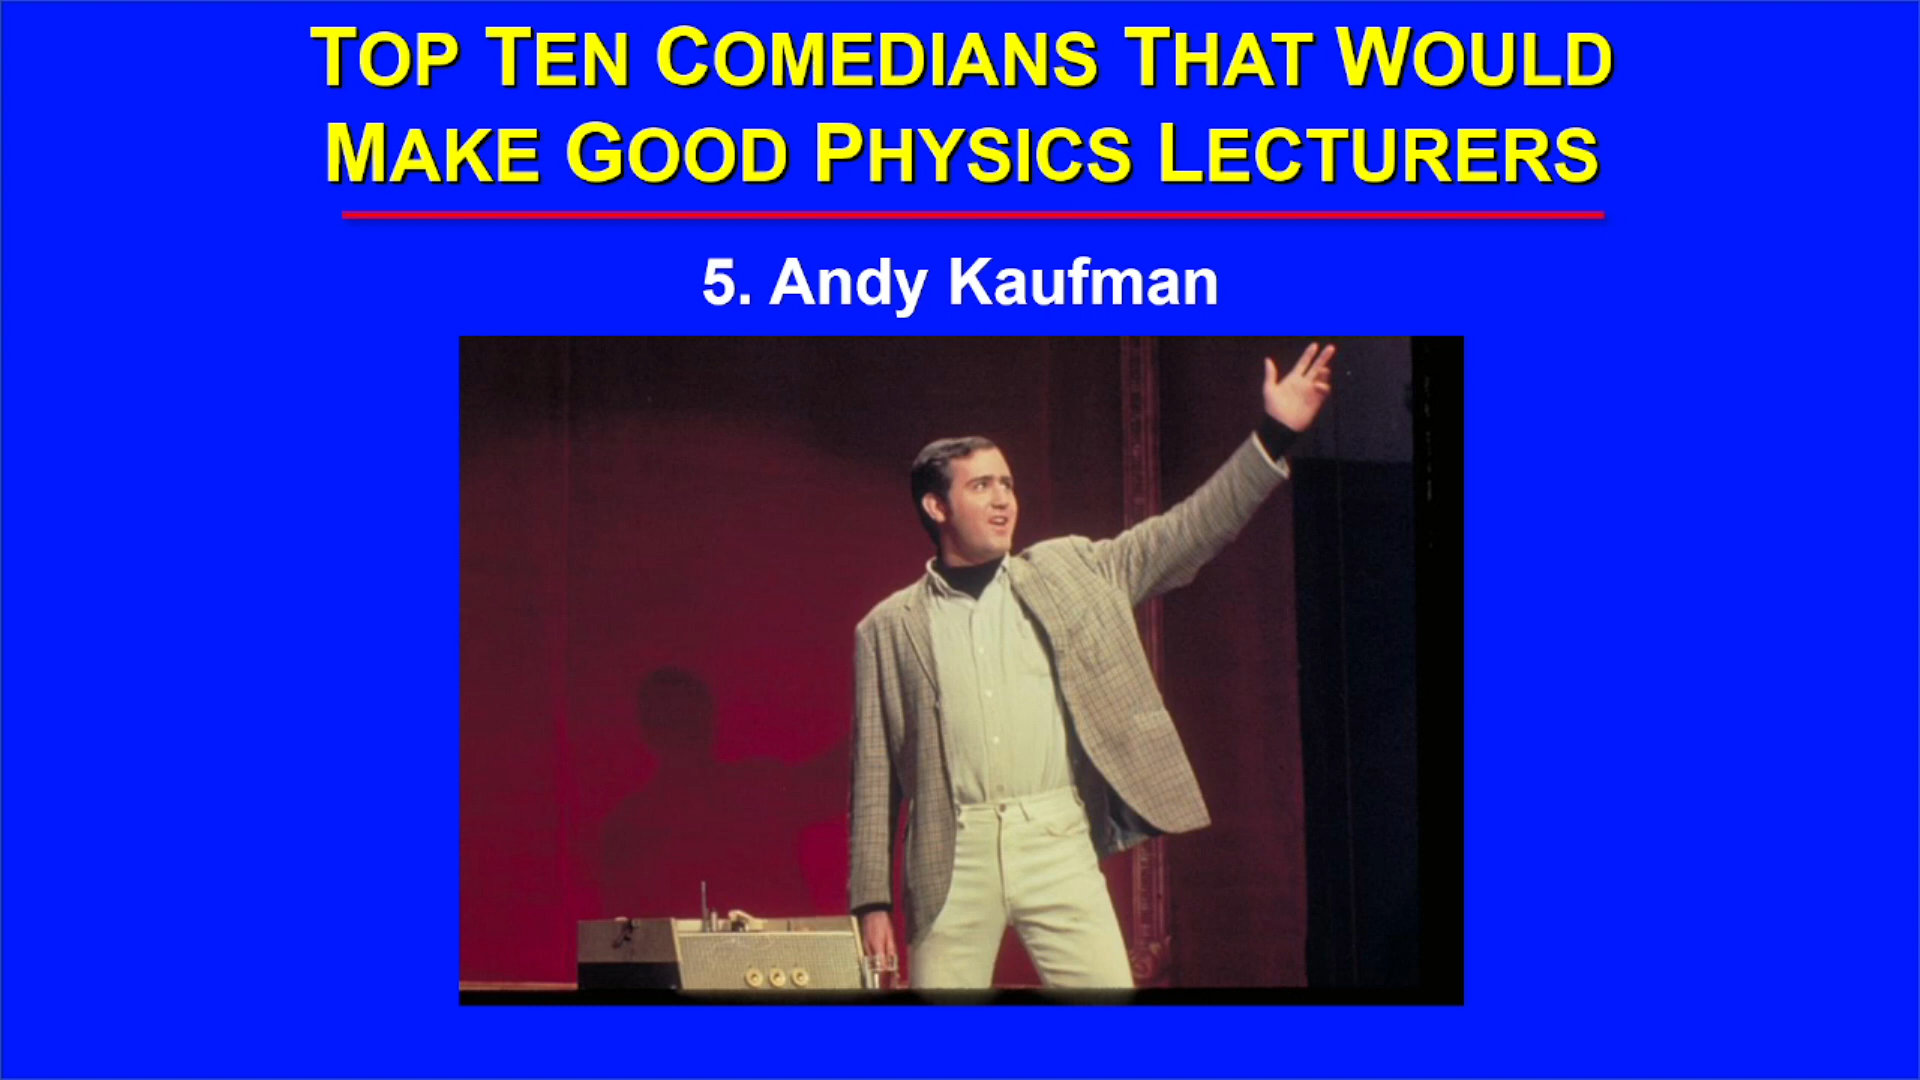 TOP TEN COMEDIANS THAT WOULD
MAKE GOOD PHYSICS LECTURERS
5. Andy Kaufman